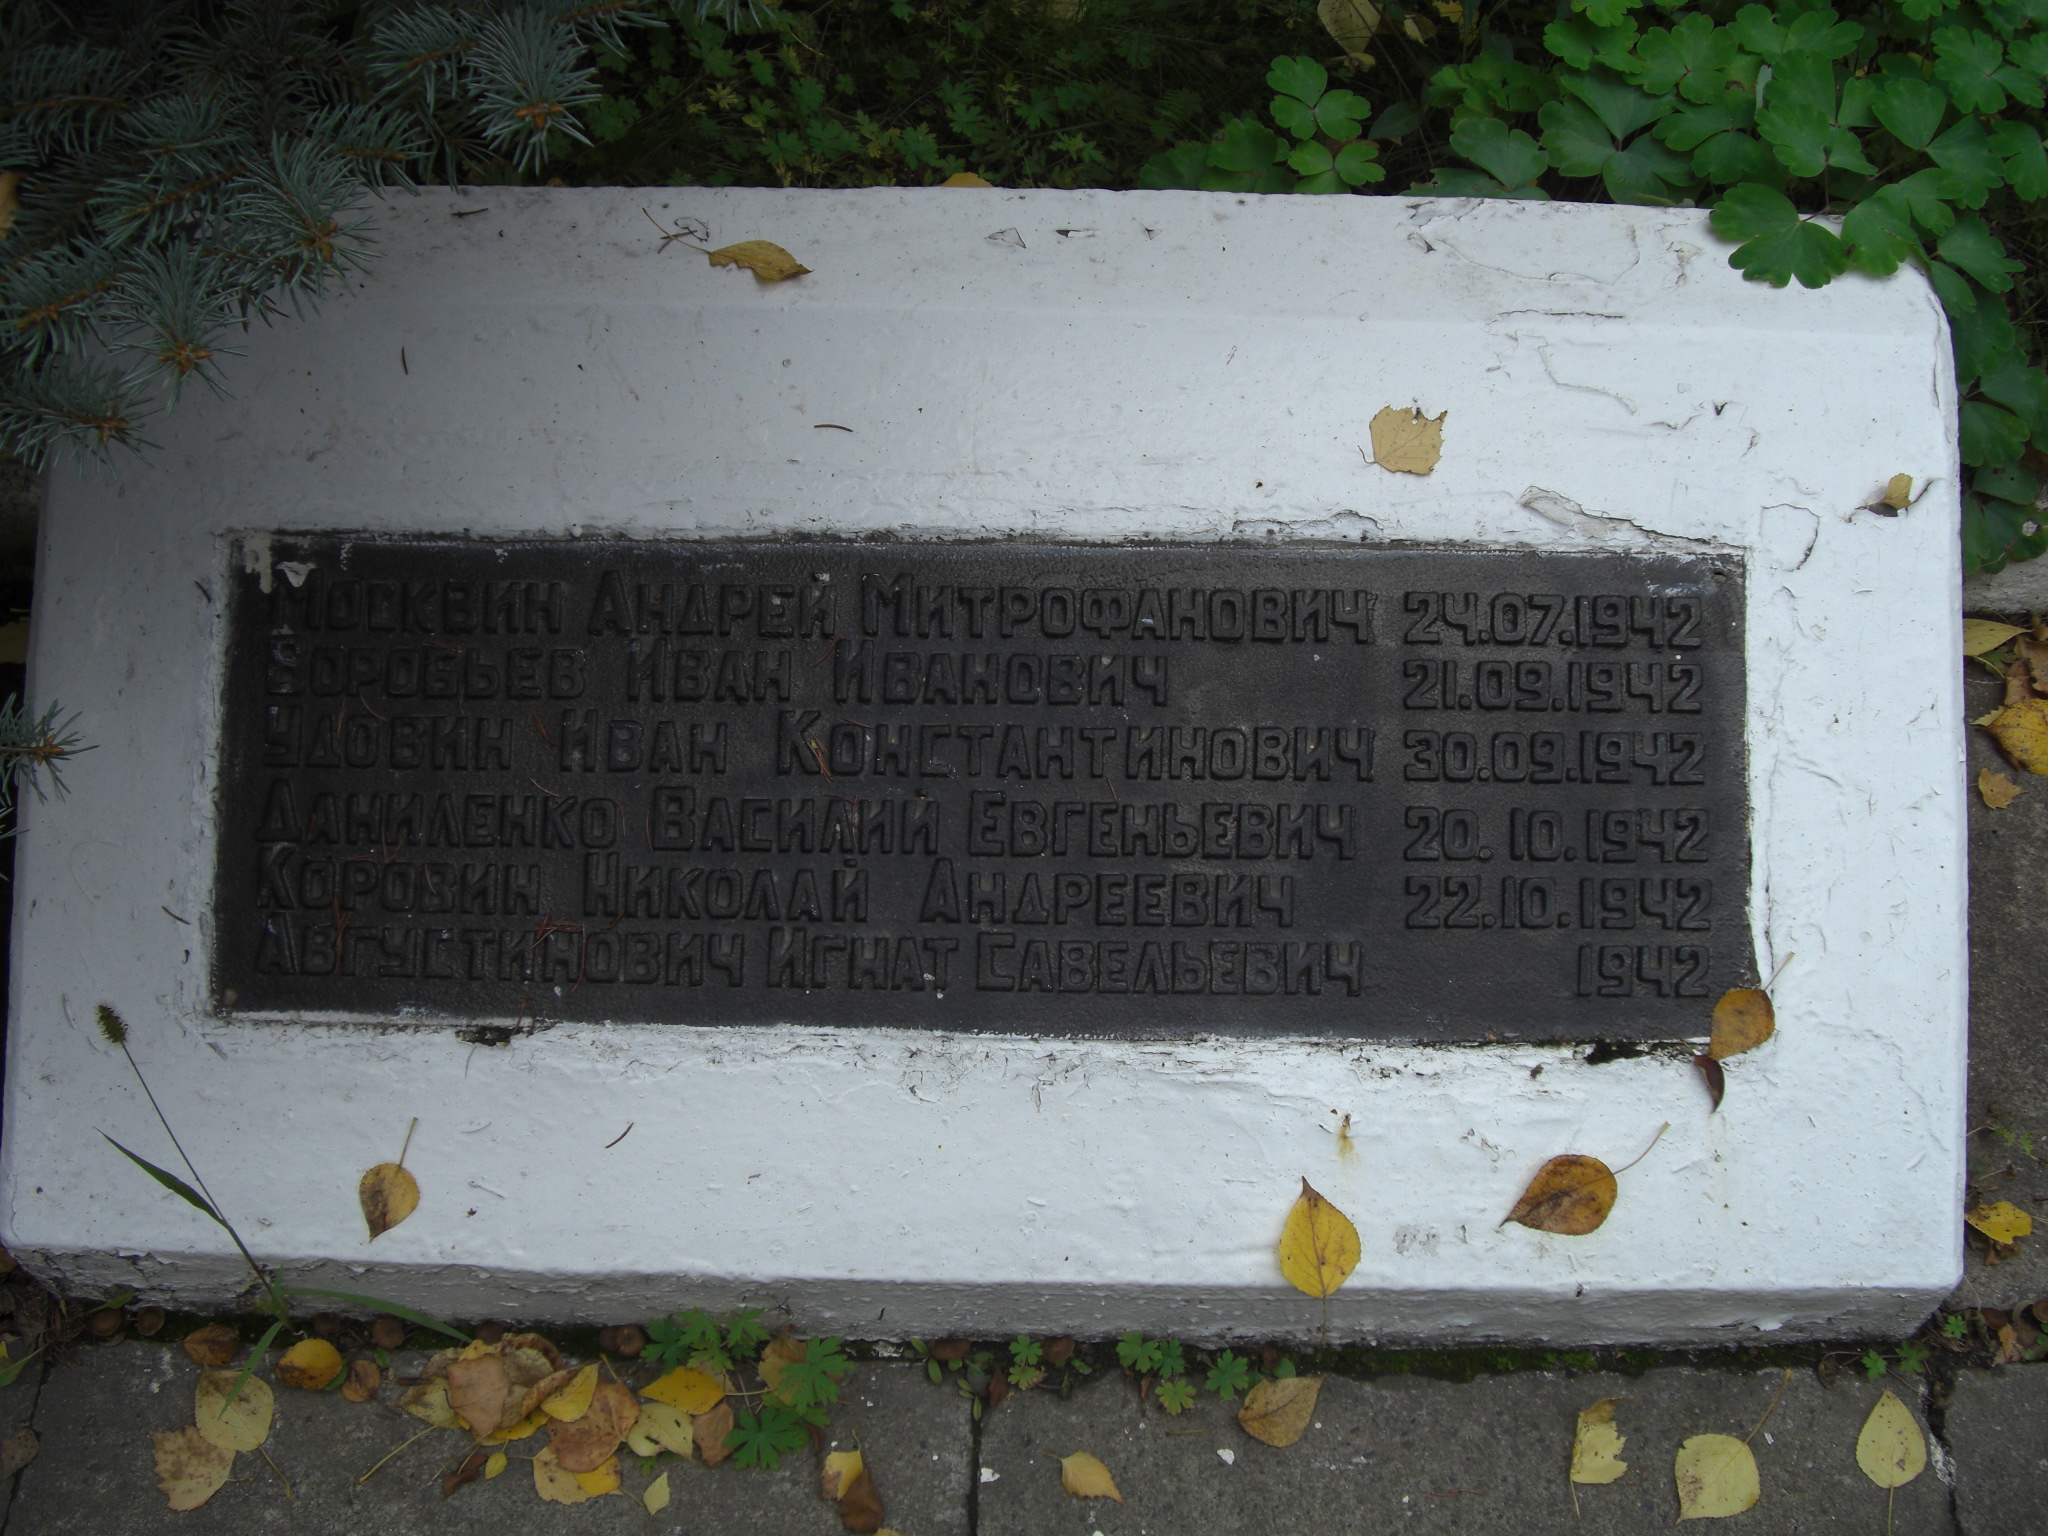 Москвин Андрей Митрофанович 24.07.1942
Воробьев Иван Иванович 21.09.1942
Удовин Иван Константинович 30.09.1942
Даниленко Василий Евгеньевич 20.10.1942
Коровин Николай Андреевич 22.10.1942
Августинович Игнат Савельевич 1942